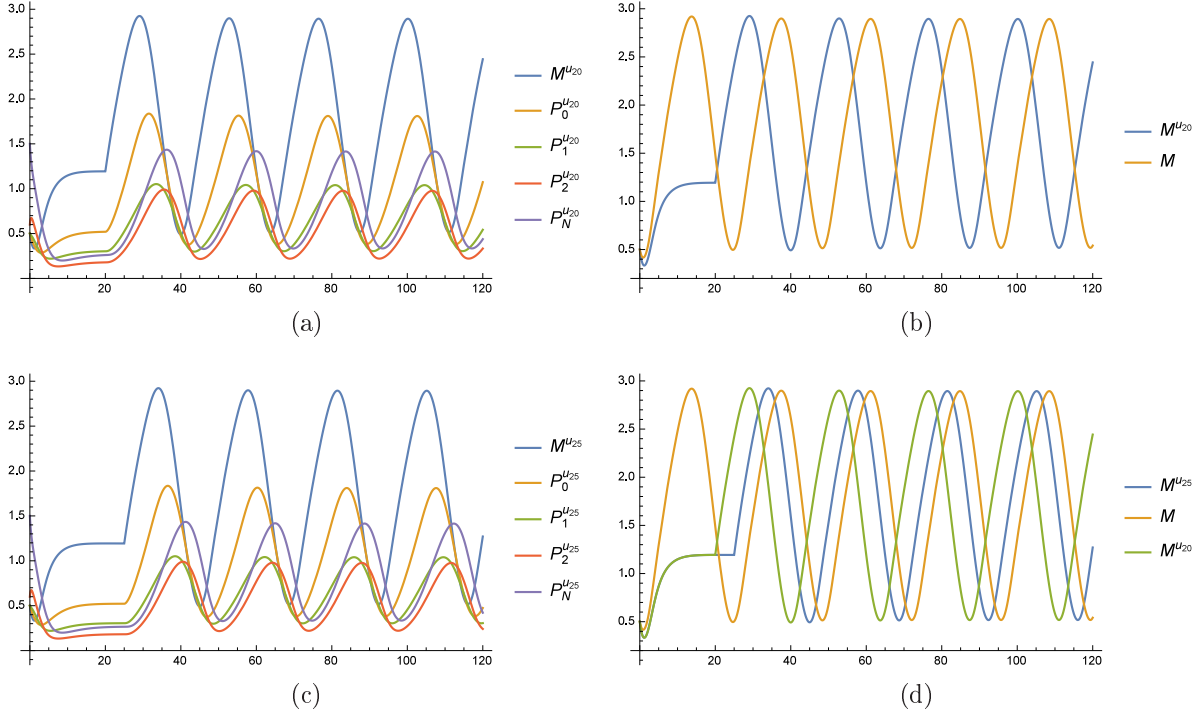 3.0
2.5
2.0
1.5
1.0
0.5
20 40 60 80 100 120
M^{u_{20}}
P_0^{u_{20}}
P_1^{u_{20}}
P_2^{u_{20}}
P_N^{u_{20}}
(a)
3.0
2.5
2.0
1.5
1.0
0.5
20 40 60 80 100 120
M^{u_{20}}
M
(b)
3.0
2.5
2.0
1.5
1.0
0.5
20 40 60 80 100 120
M^{u_{25}}
P_0^{u_{25}}
P_1^{u_{25}}
P_2^{u_{25}}
P_N^{u_{25}}
(c)
3.0
2.5
2.0
1.5
1.0
0.5
20 40 60 80 100 120
M^{u_{25}}
M
M^{u_{20}}
(d)